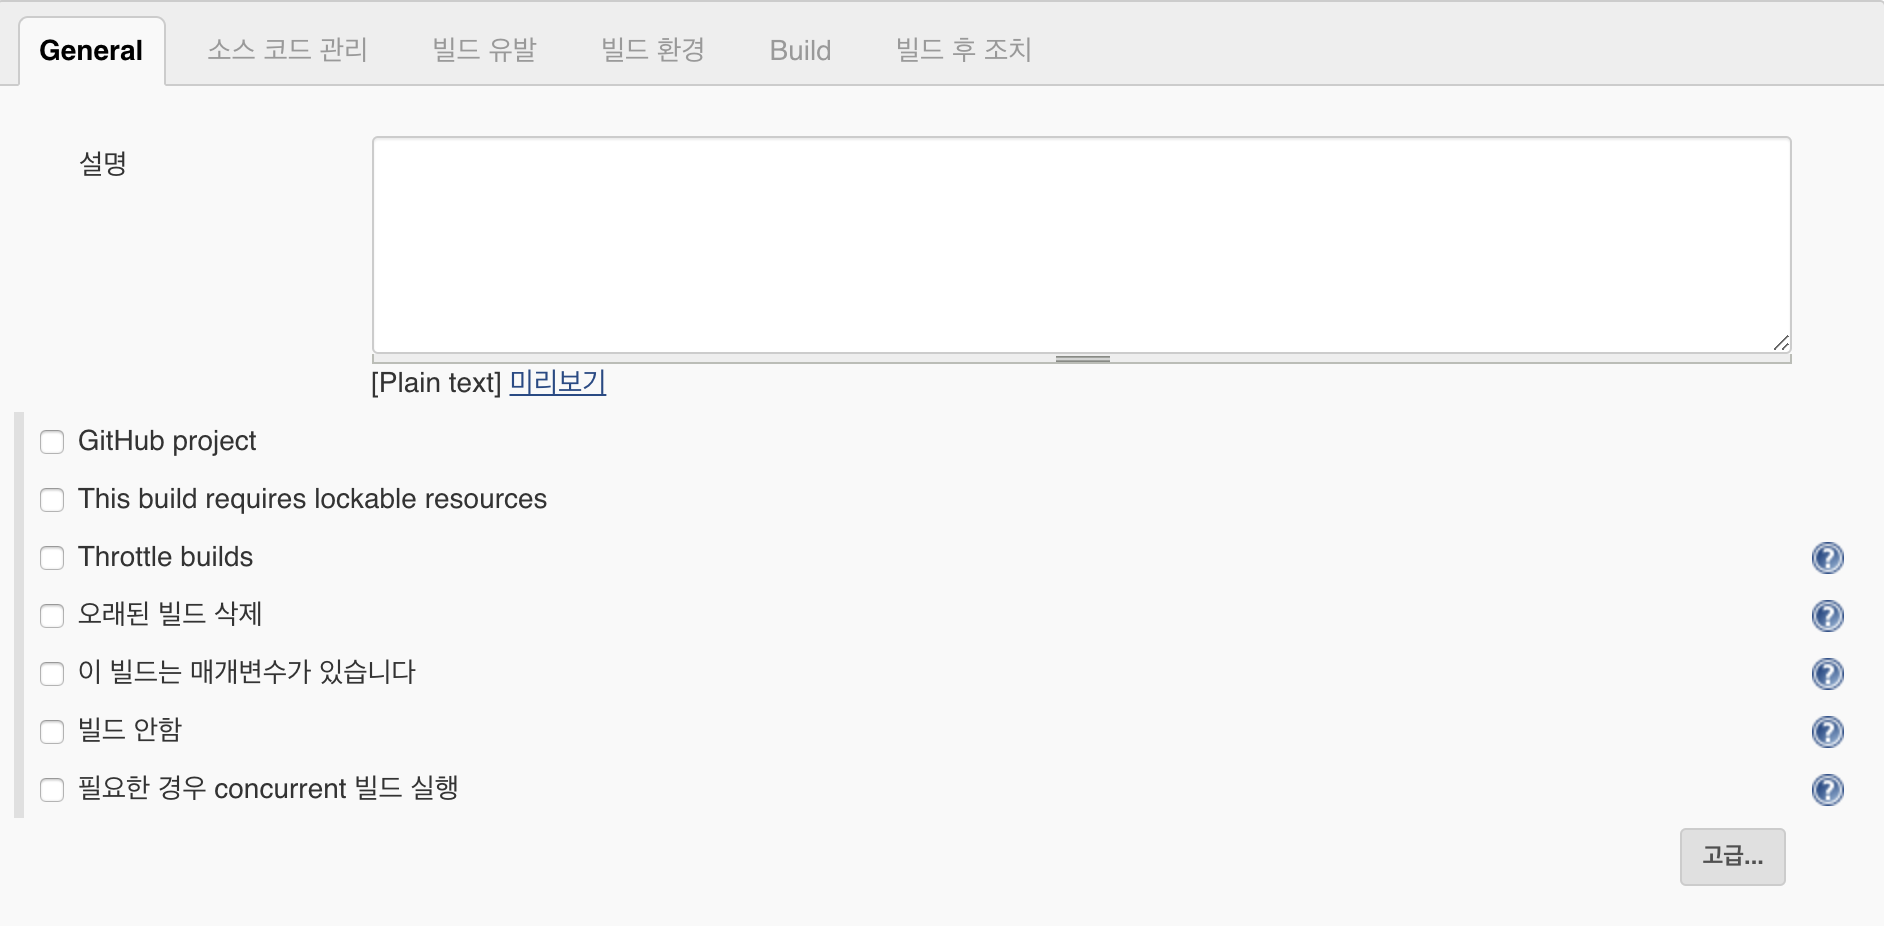 General 소스 코드 관리 빌드 유발 빌드 환경 Build 빌드 후 조치
설명
[Plain text] 미리보기
GitHub project
This build requires lockable resources
Throttle builds
오래된 빌드 삭제
이 빌드는 매개변수가 있습니다
빌드 안함
필요한 경우 concurrent 빌드 실행
고급...